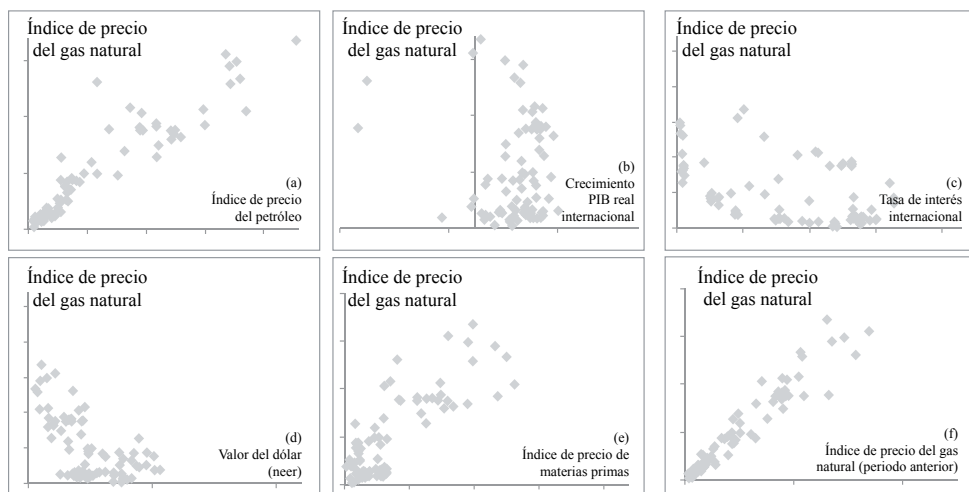 Índice de precio
del gas natural
(a)
Índice de precio
del petróleo
Índice de precio
del gas natural
(b)
Crecimiento
PIB real
internacional
Índice de precio
del gas natural
(c)
Tasa de interés
internacional
Índice de precio
del gas natural
(d)
Valor del dólar
(neer)
Índice de precio
del gas natural
(e)
Índice de precio de
materias primas
Índice de precio
del gas natural
(f)
Índice de precio del gas
natural (periodo anterior)